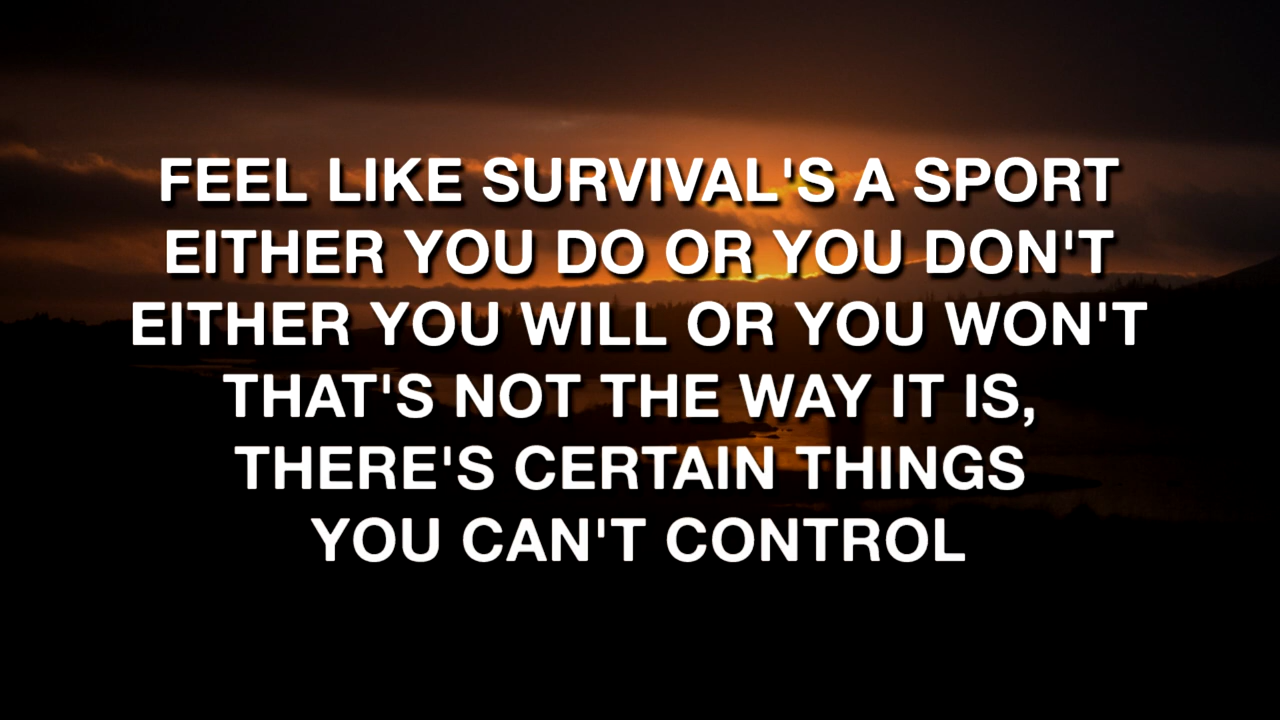 FEEL LIKE SURVIVAL'S A SPORT
EITHER YOU DO OR YOU DON'T
EITHER YOU WILL OR YOU WON'T
THAT'S NOT THE WAY IT IS,
THERE'S CERTAIN THINGS
YOU CAN'T CONTROL